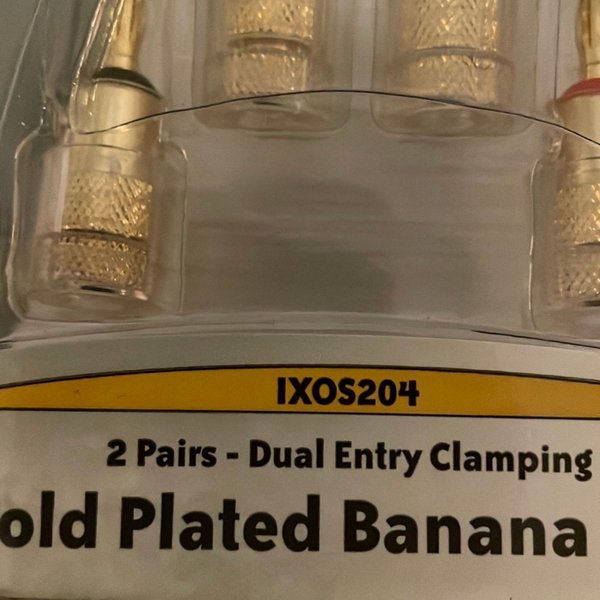 IXOS204
2 Pairs - Dual Entry Clamping
old Plated Banana